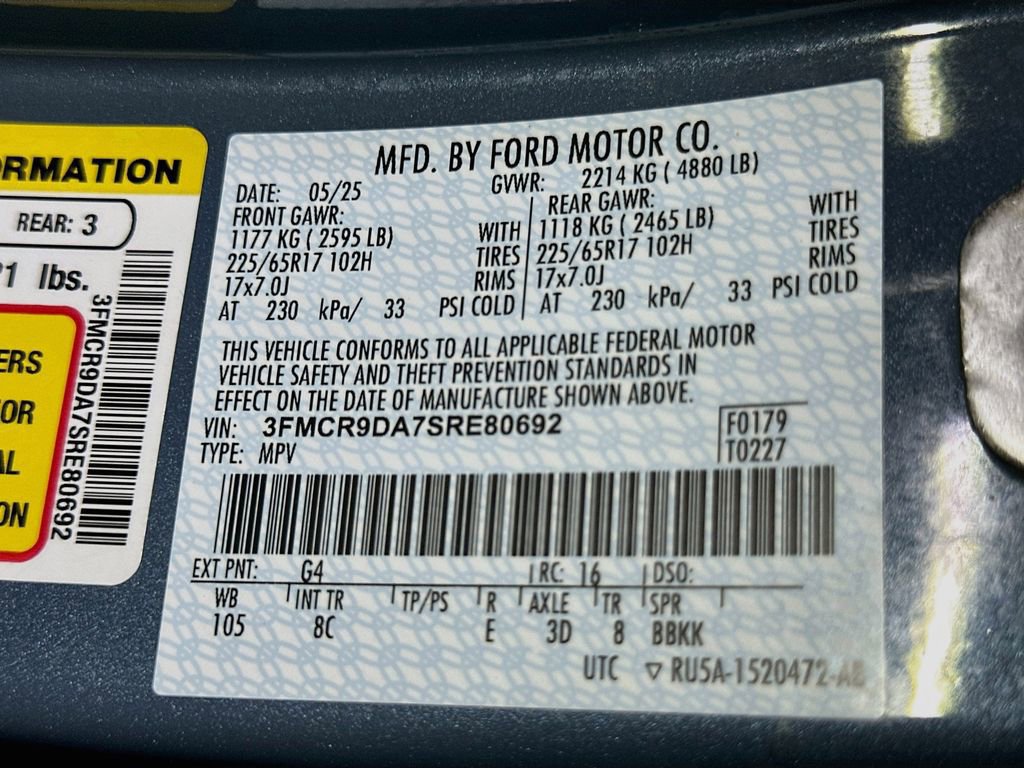 RMATION
REAR: 3
1 lbs.
ERS
OR
AL
ON
3FMCR9DA7SRE80692
MFD. BY FORD MOTOR CO.
DATE: 05/25 GVWR: 2214 KG ( 4880 LB)
FRONT GAWR: REAR GAWR:
1177 KG ( 2595 LB) WITH 1118 KG ( 2465 LB) WITH
225/65R17 102H TIRES 225/65R17 102H TIRES
17x7.0J RIMS 17x7.0J RIMS
AT 230 kPa/ 33 PSI COLD AT 230 kPa/ 33 PSI COLD
THIS VEHICLE CONFORMS TO ALL APPLICABLE FEDERAL MOTOR
VEHICLE SAFETY AND THEFT PREVENTION STANDARDS IN
EFFECT ON THE DATE OF MANUFACTURE SHOWN ABOVE.
VIN: 3FMCR9DA7SRE80692 F0179
TYPE: MPV T0227
EXT PNT: G4 RC: 16 DSO:
WB INT TR TP/PS R AXLE TR SPR
105 8C E 3D 8 BBKK
UTC ▽ RU5A-1520472-AB